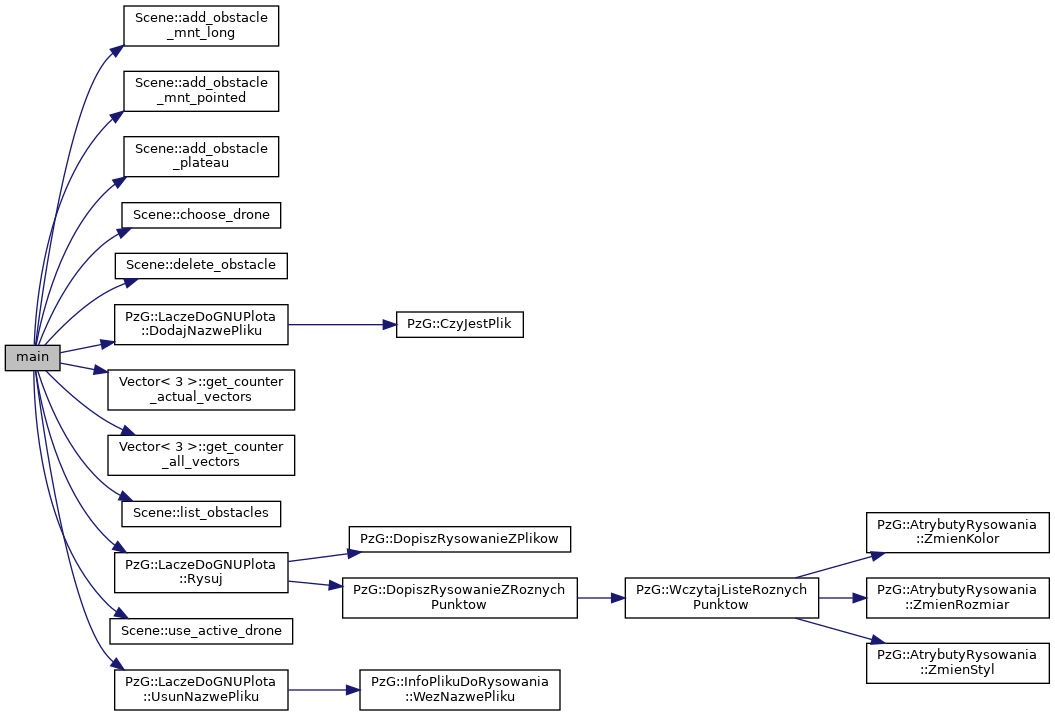 Scene::add_obstacle
_mnt_long
Scene::add_obstacle
_mnt_pointed
Scene::add_obstacle
_plateau
Scene::choose_drone
Scene::delete_obstacle
PzG::LaczeDoGNUPlota
::DodajNazwePliku
PzG::CzyJestPlik
main
Vector< 3 >::get_counter
_actual_vectors
Vector< 3 >::get_counter
_all_vectors
Scene::list_obstacles
PzG::LaczeDoGNUPlota
::Rysuj
PzG::DopiszRysowanieZPlikow
PzG::DopiszRysowanieZRoznych
Punktow
PzG::WczytajListeRoznych
Punktow
PzG::AtrybutyRysowania
::ZmienKolor
PzG::AtrybutyRysowania
::ZmienRozmiar
PzG::AtrybutyRysowania
::ZmienStyl
Scene::use_active_drone
PzG::LaczeDoGNUPlota
::UsunNazwePliku
PzG::InfoPlikuDoRysowania
::WezNazwePliku